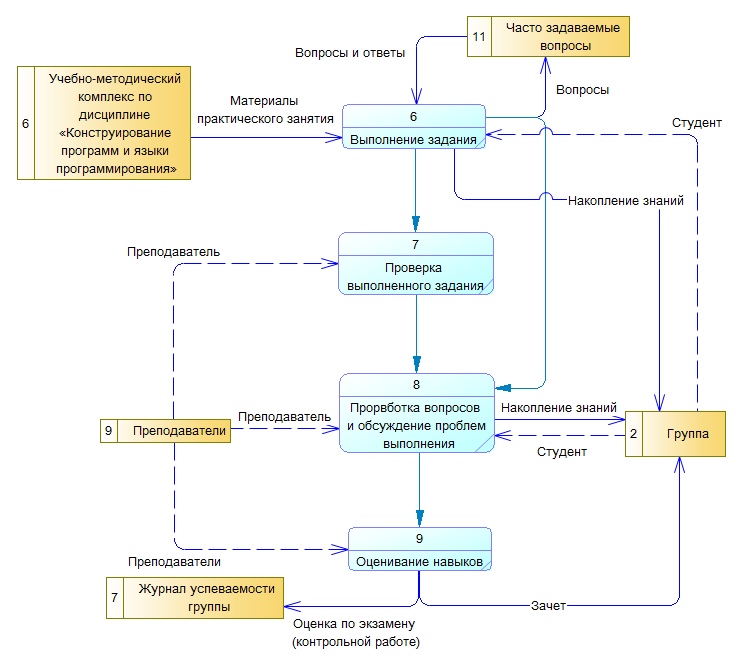 11
Часто задаваемые
вопросы
Вопросы и ответы
Вопросы
6
Учебно-методический
комплекс по
дисциплине
«Конструирование
программ и языки
программирования»
Материалы
практического занятия
6
Выполнение задания
Студент
Накопление знаний
Преподаватель
7
Проверка
выполненного задания
8
Прорвботка вопросов
и обсуждение проблем
выполнения
Накопление знаний
9
Преподаватели
Преподаватель
2
Группа
Студент
9
Оценивание навыков
Преподаватели
7
Журнал успеваемости
группы
Зачет
Оценка по экзамену
(контрольной работе)